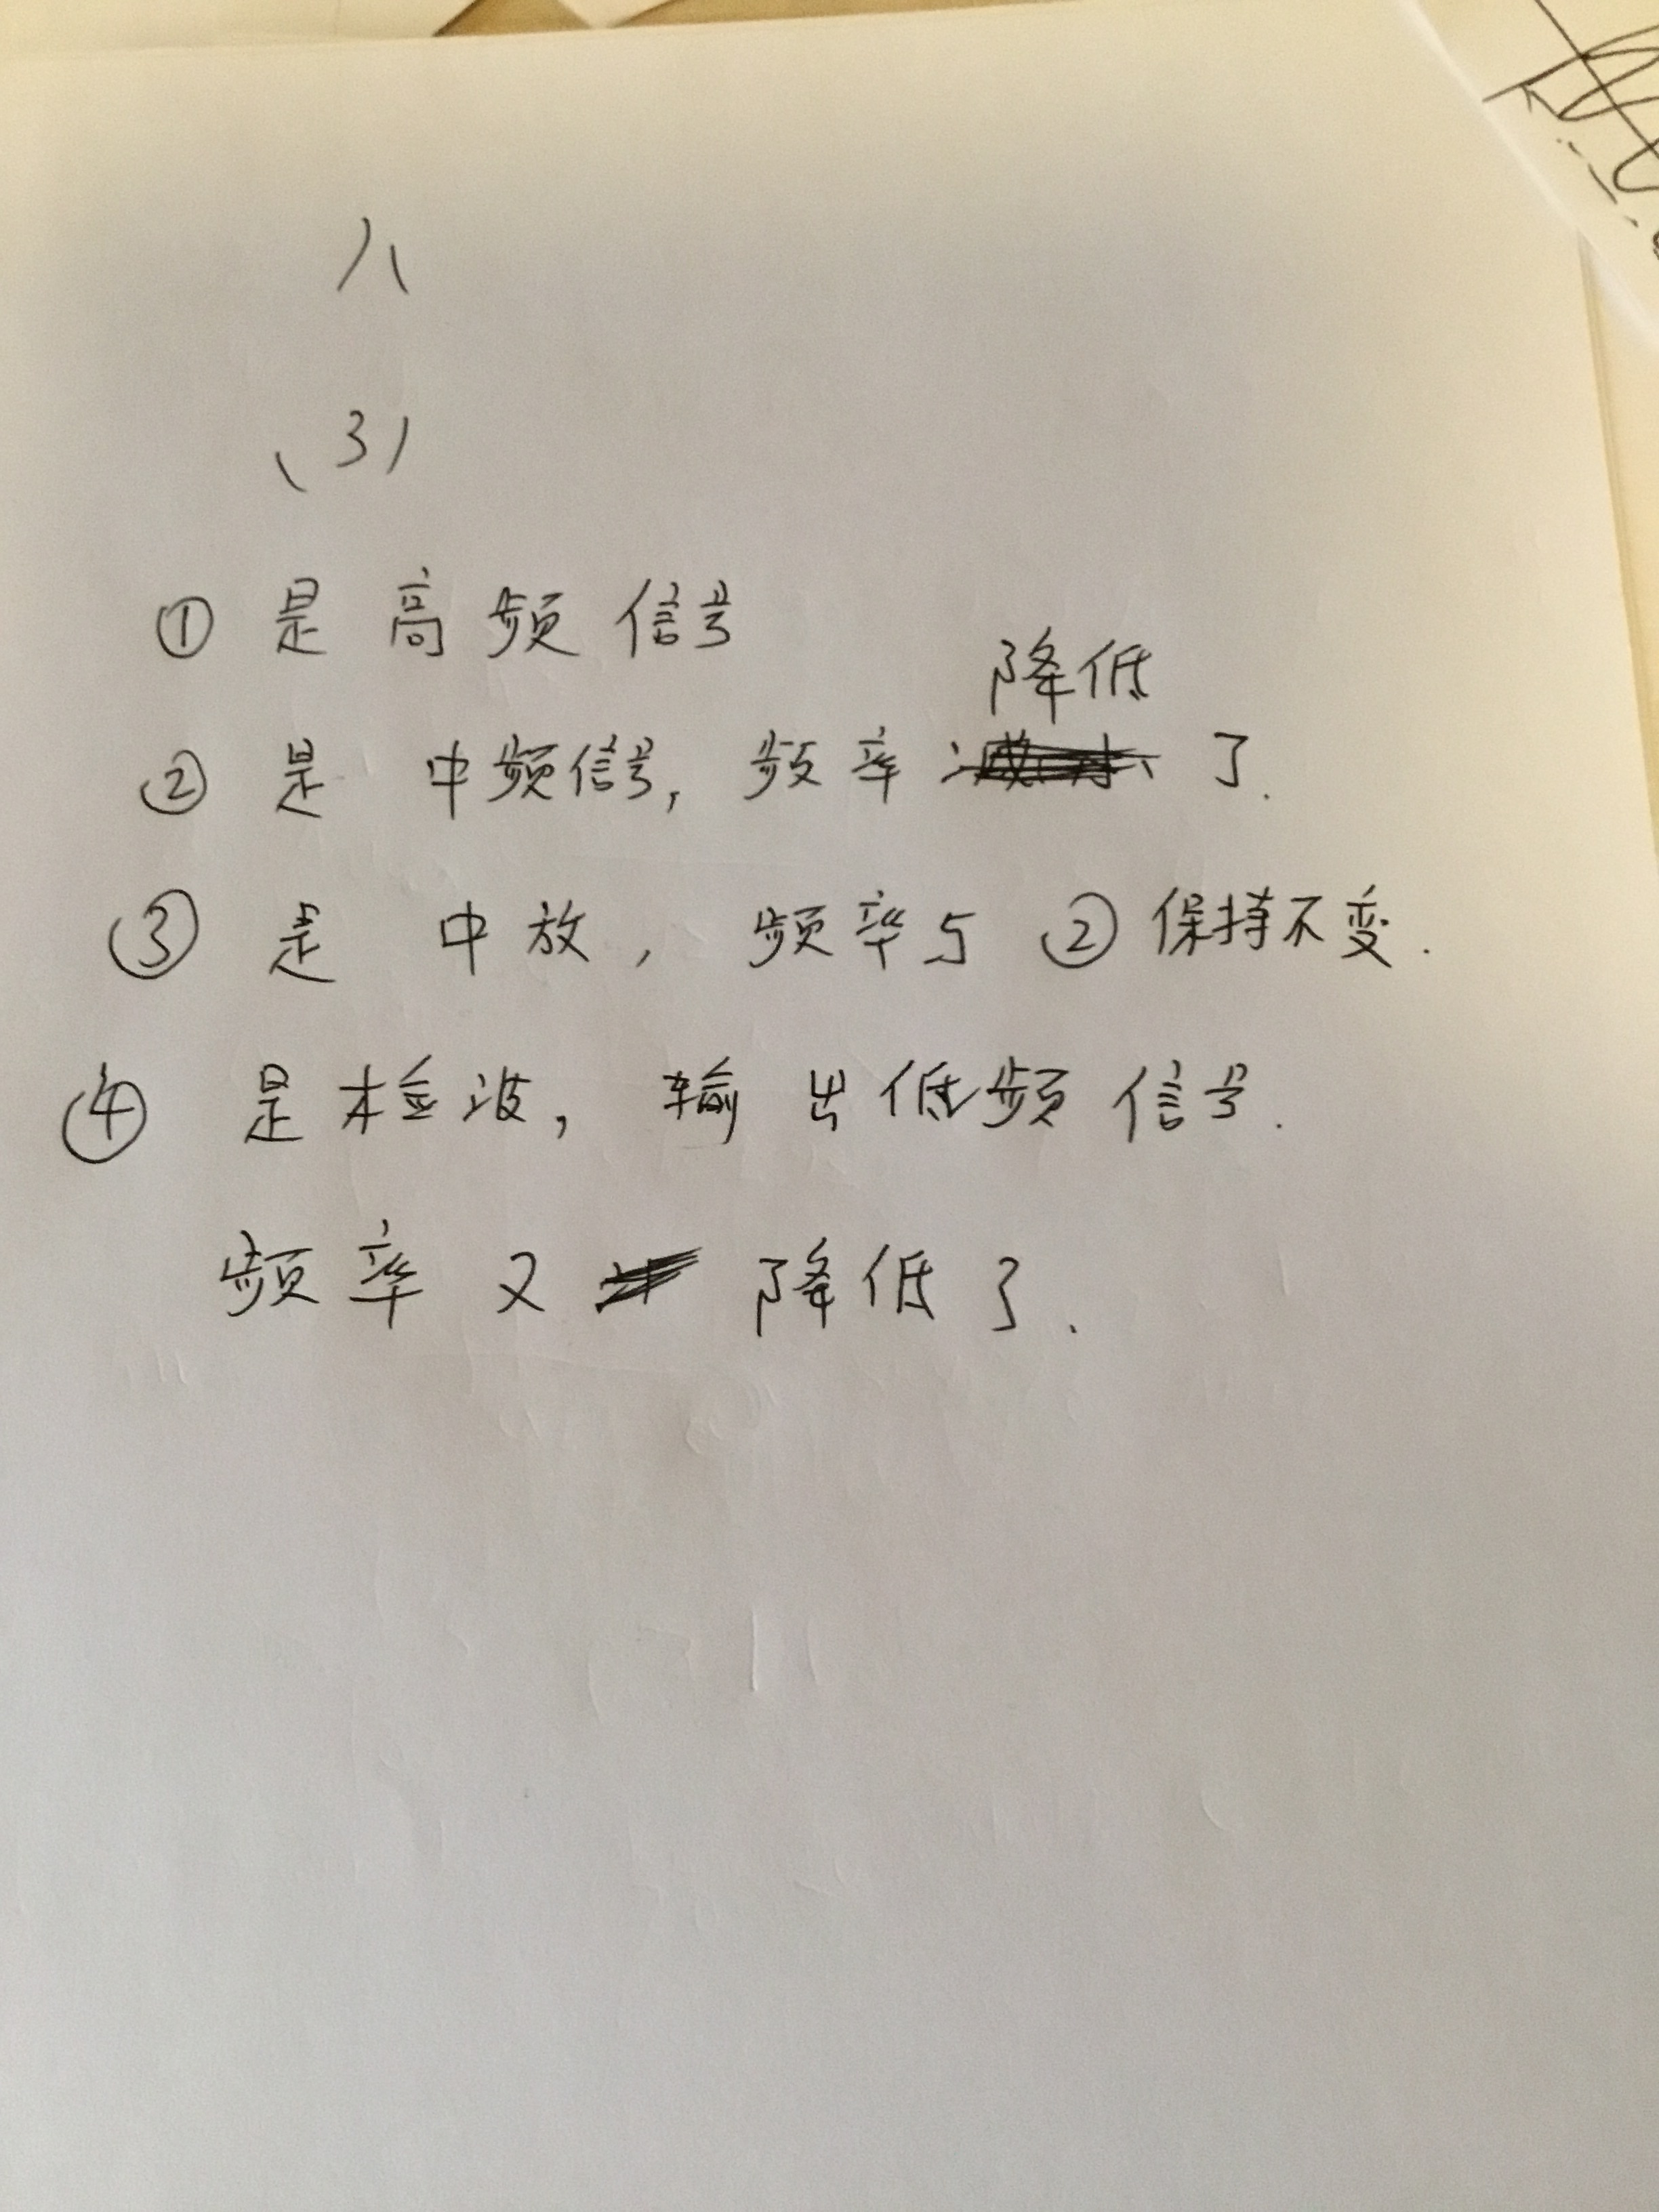 八
(3)
① 是高频信号
降低
② 是 中频信号, 频率 了.
③ 是 中放, 频率与 ② 保持不变.
④ 是检波, 输出低频信号.
频率又 降低了.